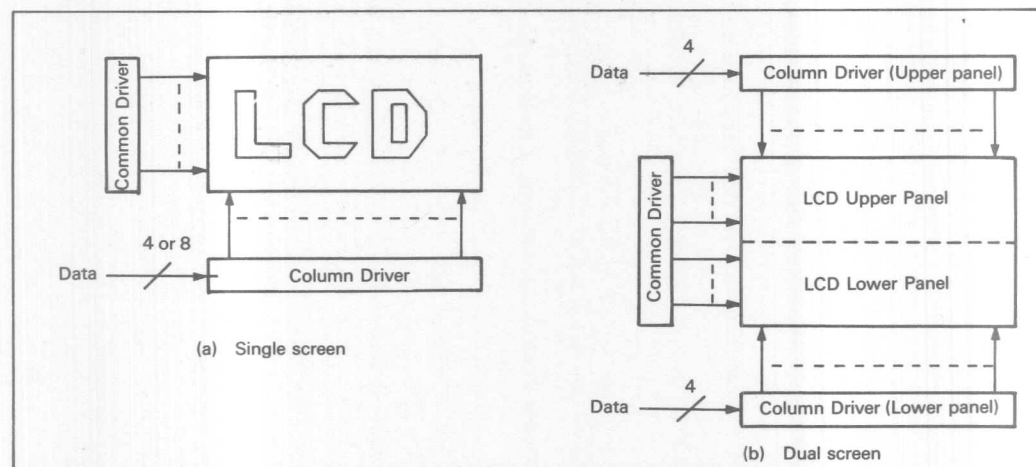 Common Driver
LCD
4 or 8
Data
Column Driver
(a) Single screen
4
Data
Column Driver (Upper panel)
Common Driver
LCD Upper Panel
LCD Lower Panel
4
Data
Column Driver (Lower panel)
(b) Dual screen